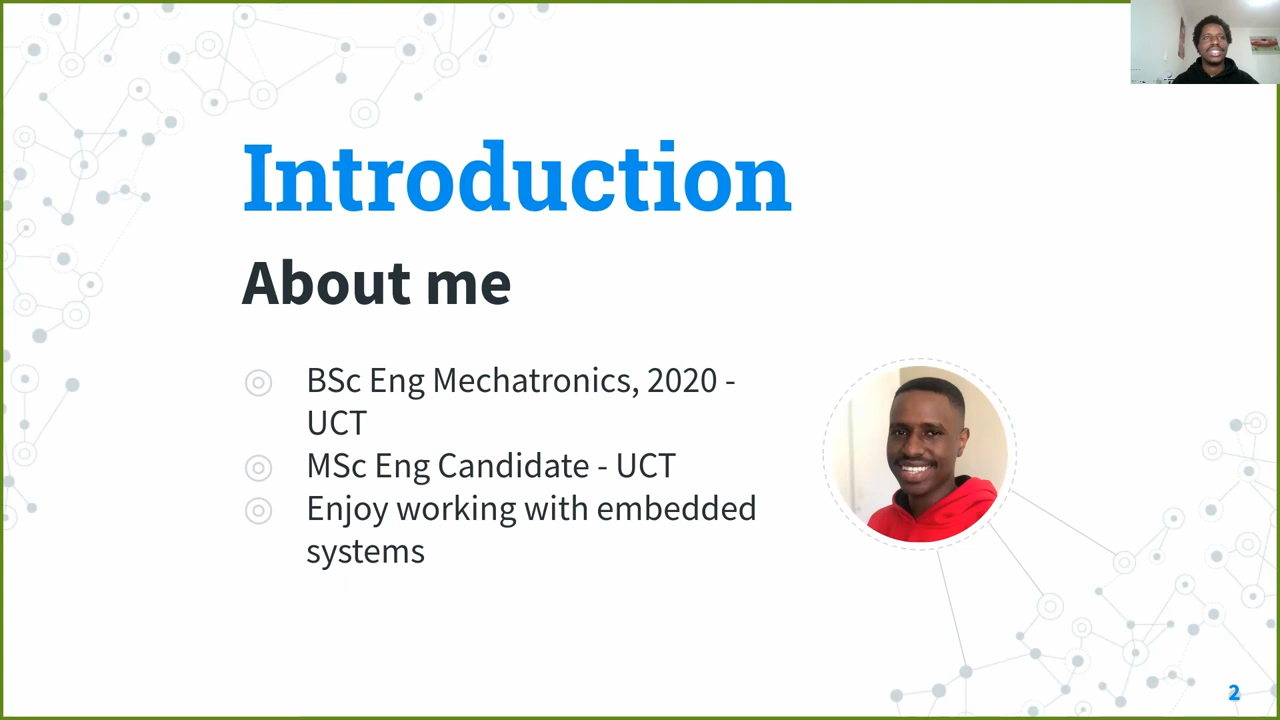 Introduction
About me
BSc Eng Mechatronics, 2020 -
UCT
MSc Eng Candidate - UCT
Enjoy working with embedded
systems
2